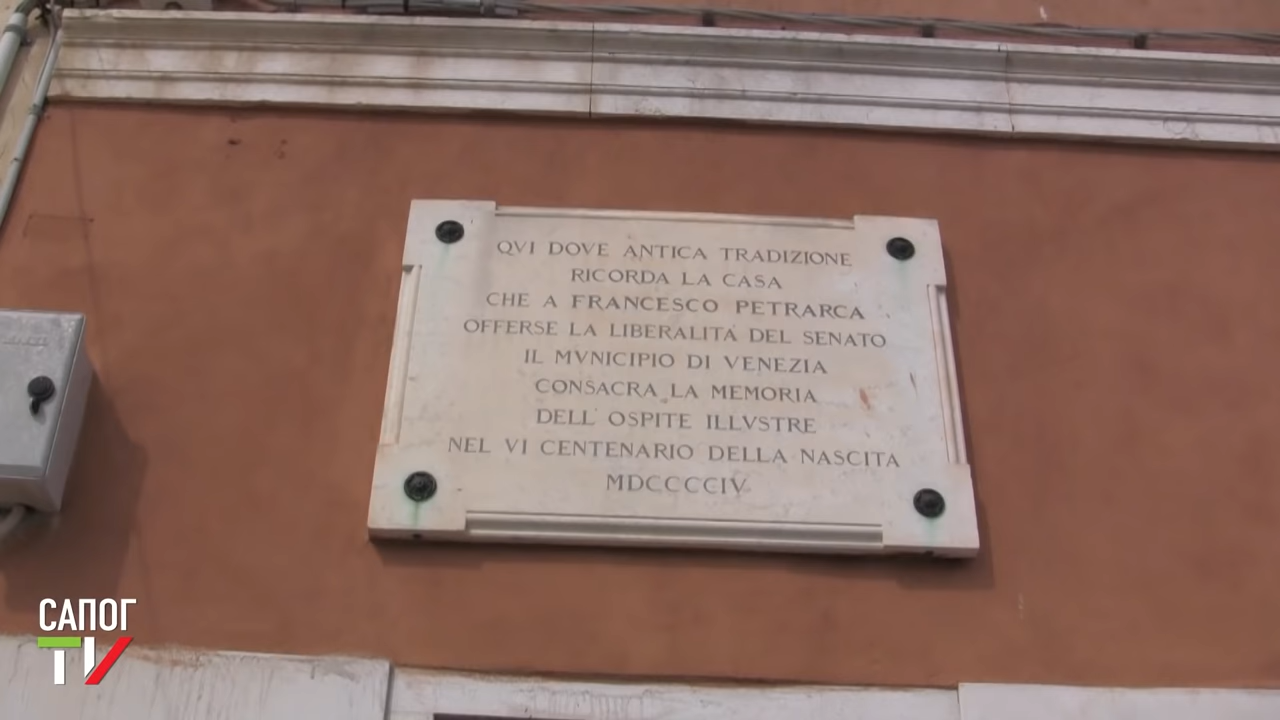 QVI DOVE ANTICA TRADIZIONE
RICORDA LA CASA
CHE A FRANCESCO PETRARCA
OFFERSE LA LIBERALITÀ DEL SENATO
IL MVNICIPIO DI VENEZIA
CONSACRA LA MEMORIA
DELL' OSPITE ILLVSTRE
NEL VI CENTENARIO DELLA NASCITA
MDCCCCIV
САПОГ
TV